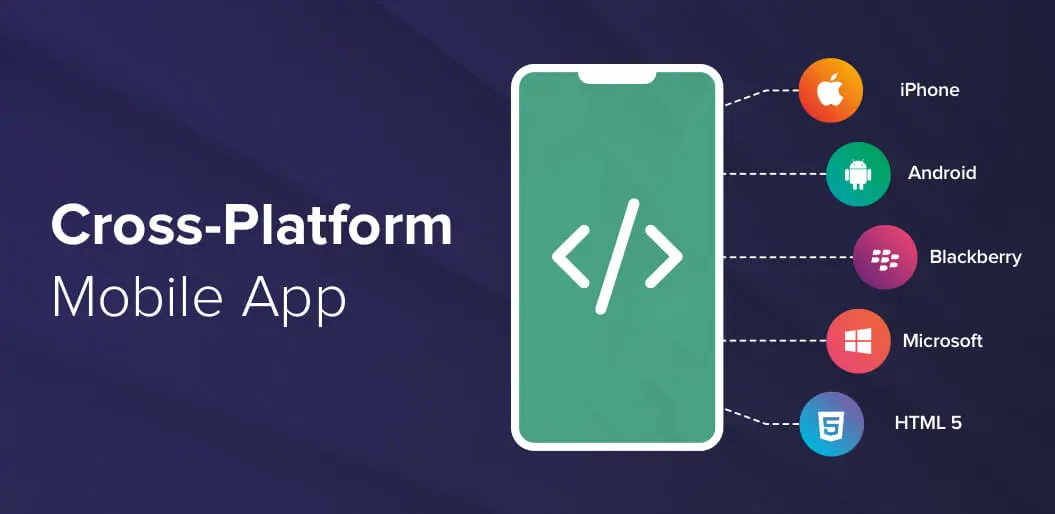 Cross-Platform
Mobile App
</>
iPhone
Android
Blackberry
Microsoft
HTML 5